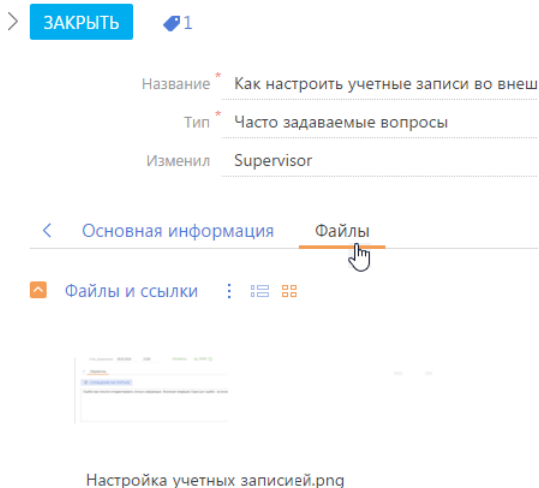 ЗАКРЫТЬ 1
Название * Как настроить учетные записи во внеш
Тип * Часто задаваемые вопросы
Изменил Supervisor
Основная информация Файлы
Файлы и ссылки
Настройка учетных записией.png